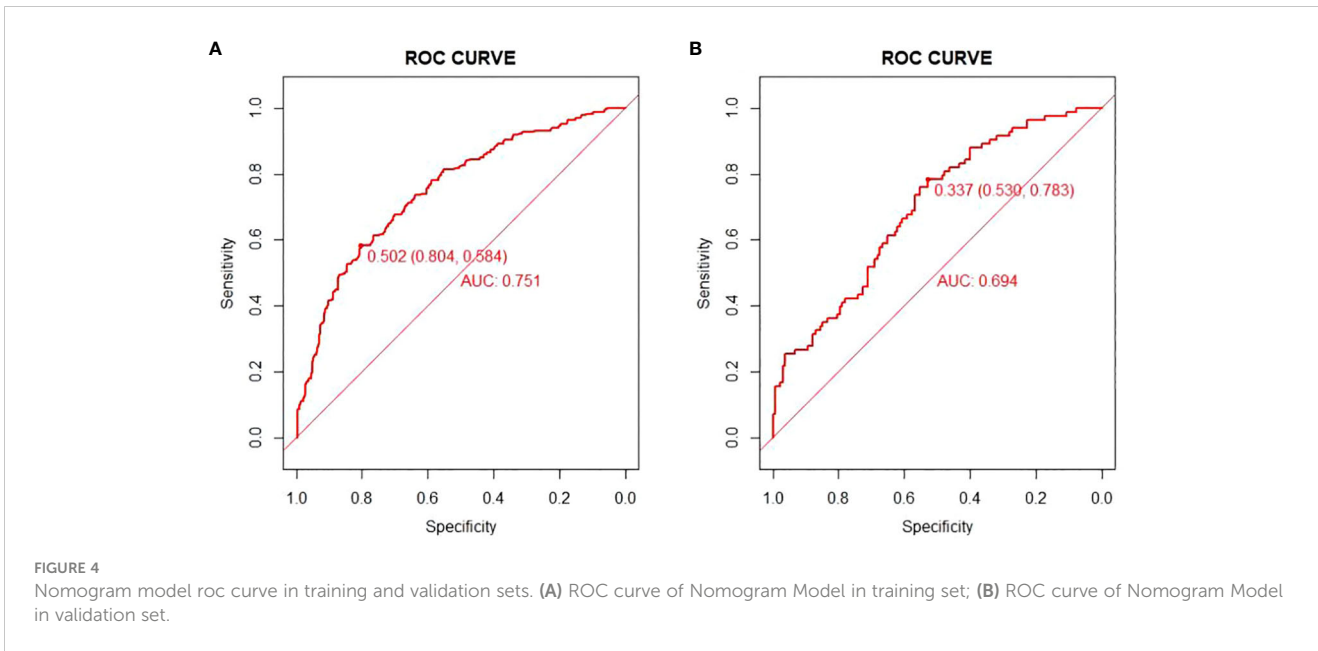 A
ROC CURVE
Sensitivity
1.0
0.8
0.6
0.4
0.2
0.0
0.502 (0.804, 0.584)
AUC: 0.751
1.0 0.8 0.6 0.4 0.2 0.0
Specificity
B
ROC CURVE
Sensitivity
1.0
0.8
0.6
0.4
0.2
0.0
0.337 (0.530, 0.783)
AUC: 0.694
1.0 0.8 0.6 0.4 0.2 0.0
Specificity
FIGURE 4
Nomogram model roc curve in training and validation sets. (A) ROC curve of Nomogram Model in training set; (B) ROC curve of Nomogram Model
in validation set.